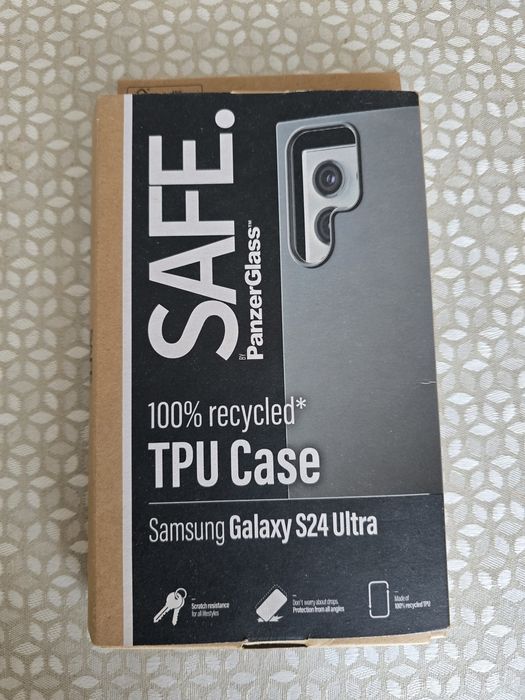 SAFE.
BY PanzerGlass™
100% recycled*
TPU Case
Samsung Galaxy S24 Ultra
Scratch resistance
for all lifestyles
Don't worry about drops.
Protection from all angles
Made of
100% recycled TPU